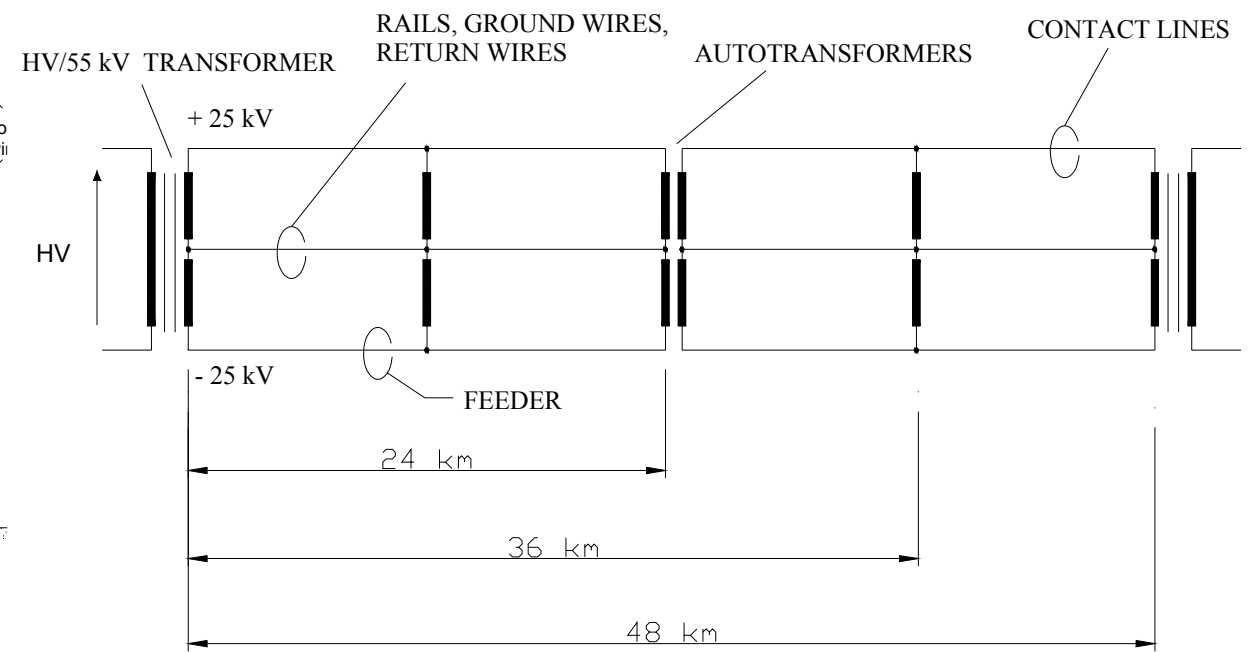 RAILS, GROUND WIRES,
RETURN WIRES
CONTACT LINES
HV/55 kV TRANSFORMER
AUTOTRANSFORMERS
+ 25 kV
HV
- 25 kV
FEEDER
24 km
36 km
48 km